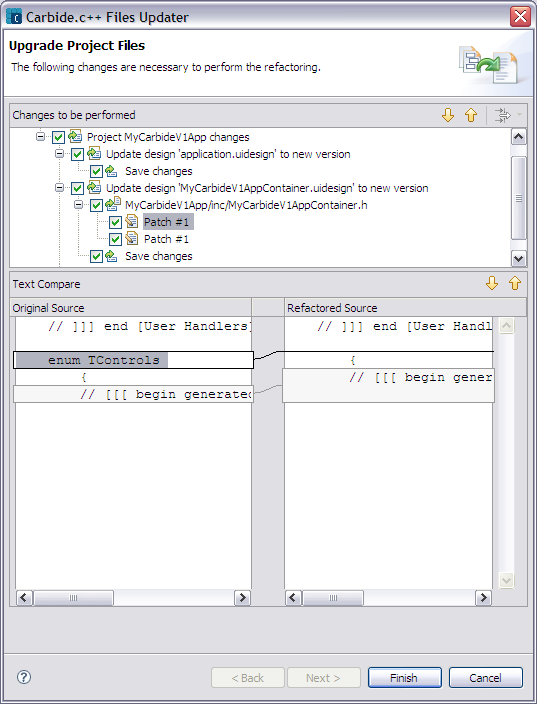 Carbide.c++ Files Updater
Upgrade Project Files
The following changes are necessary to perform the refactoring.
Changes to be performed
Project MyCarbideV1App changes
Update design 'application.uidesign' to new version
Save changes
Update design 'MyCarbideV1AppContainer.uidesign' to new version
MyCarbideV1App/inc/MyCarbideV1AppContainer.h
Patch #1
Patch #1
Save changes
Text Compare
Original Source
Refactored Source
// ]]] end [User Handlers]
// ]]] end [User Handl
enum TControls
{
{
// [[[ begin generated
// [[[ begin gener
< Back
Next >
Finish
Cancel